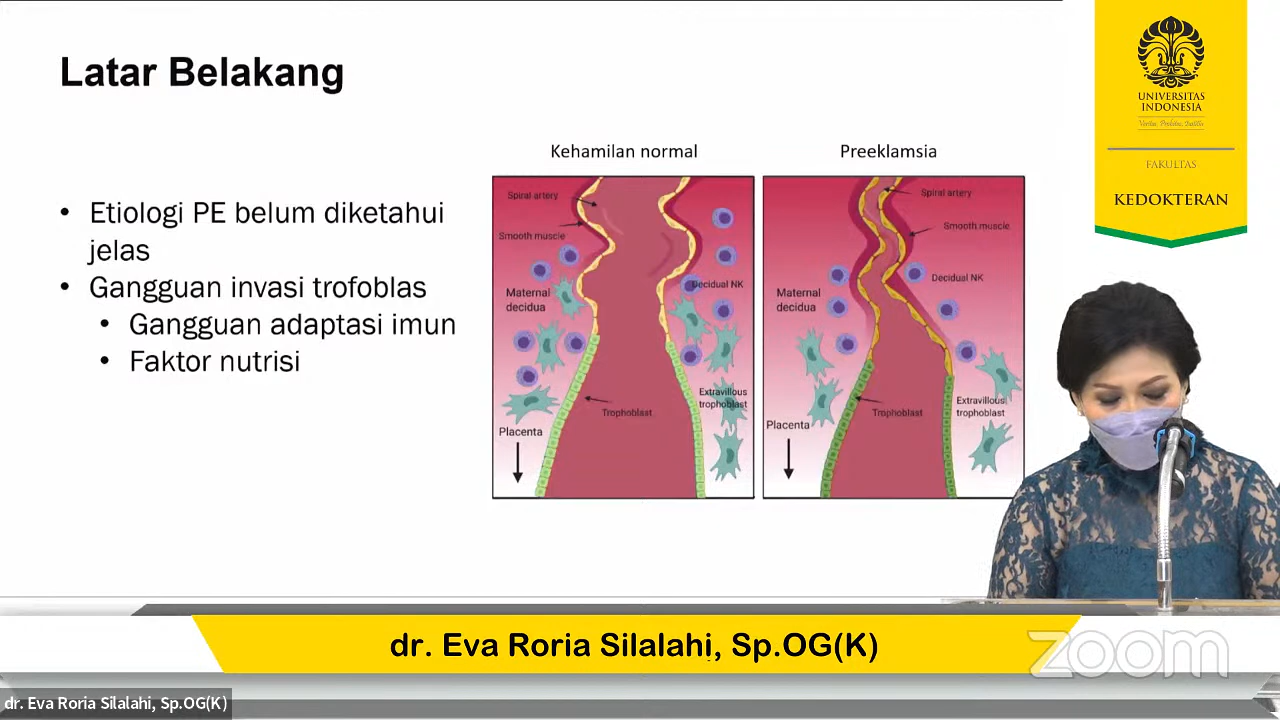 Latar Belakang
• Etiologi PE belum diketahui
jelas
• Gangguan invasi trofoblas
• Gangguan adaptasi imun
• Faktor nutrisi
Kehamilan normal
Spiral artery
Smooth muscle
Decidual NK
Maternal
decidua
Extravillous
trophoblast
Trophoblast
Placenta
Preeklamsia
Spiral artery
Smooth muscle
Decidual NK
Maternal
decidua
Extravillous
trophoblast
Trophoblast
Placenta
UNIVERSITAS
INDONESIA
Veritas, Probitas, Iustitia
FAKULTAS
KEDOKTERAN
dr. Eva Roria Silalahi, Sp.OG(K)
zoom
dr. Eva Roria Silalahi, Sp.OG(K)